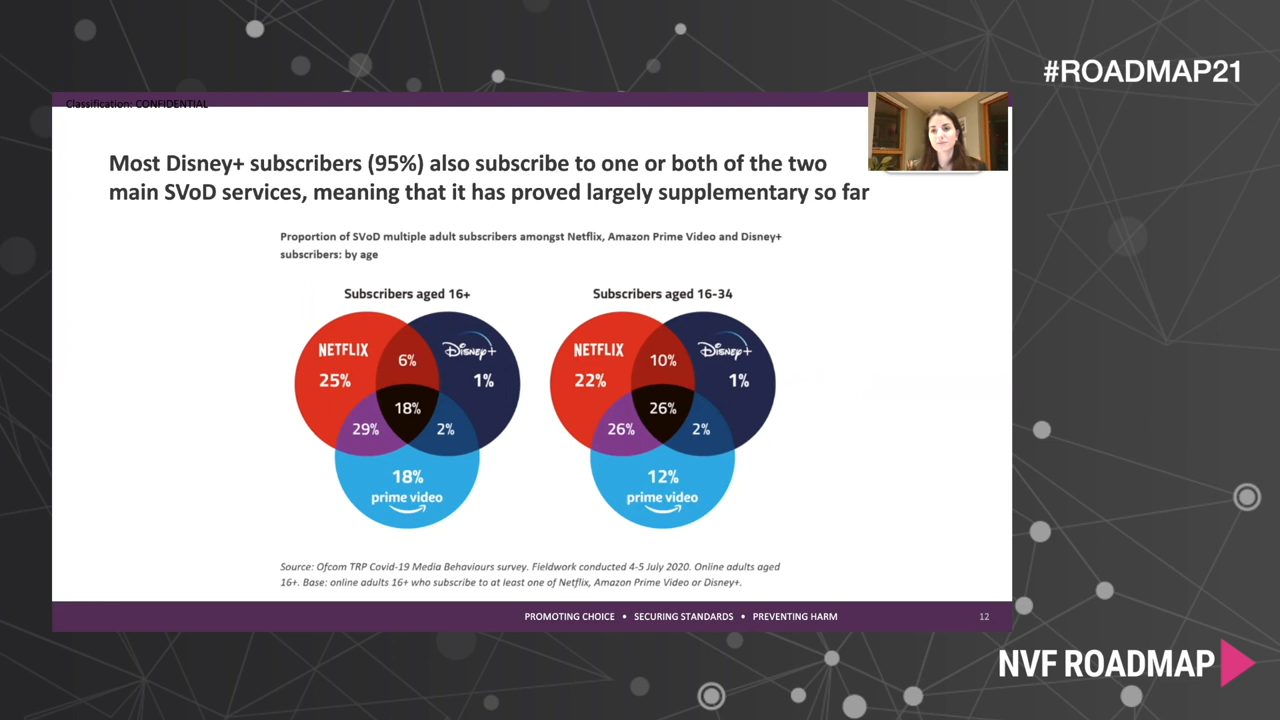 #ROADMAP21
Classification: CONFIDENTIAL
Most Disney+ subscribers (95%) also subscribe to one or both of the two
main SVoD services, meaning that it has proved largely supplementary so far
Proportion of SVoD multiple adult subscribers amongst Netflix, Amazon Prime Video and Disney+
subscribers: by age
Subscribers aged 16+
NETFLIX
Disney+
6%
25%
1%
18%
29%
2%
18%
prime video
Subscribers aged 16-34
NETFLIX
Disney+
10%
22%
1%
26%
26%
2%
12%
prime video
Source: Ofcom TRP Covid-19 Media Behaviours survey. Fieldwork conducted 4-5 July 2020. Online adults aged
16+. Base: online adults 16+ who subscribe to at least one of Netflix, Amazon Prime Video or Disney+.
PROMOTING CHOICE • SECURING STANDARDS • PREVENTING HARM
12
NVF ROADMAP